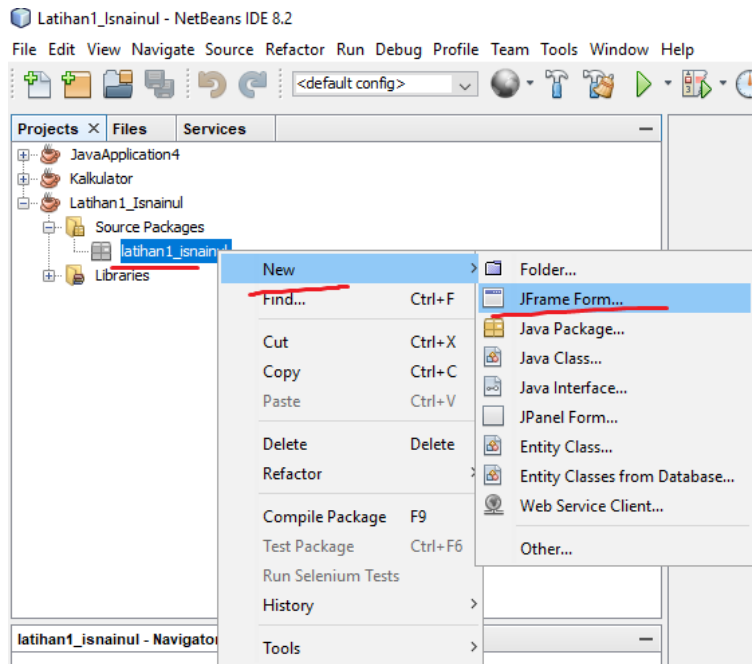 Latihan1_Isnainul - NetBeans IDE 8.2
File Edit View Navigate Source Refactor Run Debug Profile Team Tools Window Help
<default config>
Projects × Files Services
JavaApplication4
Kalkulator
Latihan1_Isnainul
Source Packages
latihan1_isnainul
Libraries
New
Find... Ctrl+F
Cut Ctrl+X
Copy Ctrl+C
Paste Ctrl+V
Delete Delete
Refactor
Compile Package F9
Test Package Ctrl+F6
Run Selenium Tests
History
Tools
Folder...
JFrame Form...
Java Package...
Java Class...
Java Interface...
JPanel Form...
Entity Class...
Entity Classes from Database...
Web Service Client...
Other...
latihan1_isnainul - Navigator